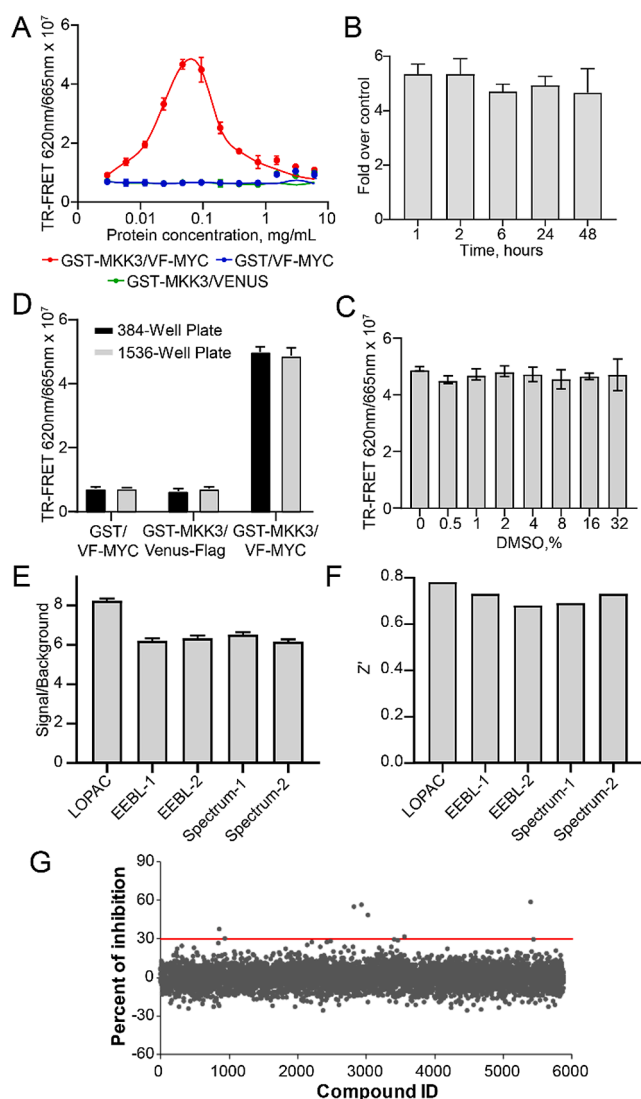 A
TR-FRET 620nm/665nm x 10⁷
6
4
2
0
0.01
0.1
1
Protein concentration, mg/mL
GST-MKK3/VF-MYC
GST/VF-MYC
GST-MKK3/VENUS
B
Fold over control
6
4
2
0
1
2
6
24
48
Time, hours
D
TR-FRET 620nm/665nm x 10⁷
6
4
2
0
384-Well Plate
1536-Well Plate
GST/
VF-MYC
GST-MKK3/
Venus-Flag
GST-MKK3/
VF-MYC
C
TR-FRET 620nm/665nm x 10⁷
6
4
2
0
0
0.5
1
2
4
8
16
32
DMSO,%
E
Signal/Background
8
6
4
2
0
LOPAC
EEBL-1
EEBL-2
Spectrum-1
Spectrum-2
F
Z'
0.8
0.6
0.4
0.2
0.0
LOPAC
EEBL-1
EEBL-2
Spectrum-1
Spectrum-2
G
Percent of inhibition
90
60
30
0
-30
-60
0
1000
2000
3000
4000
5000
6000
Compound ID